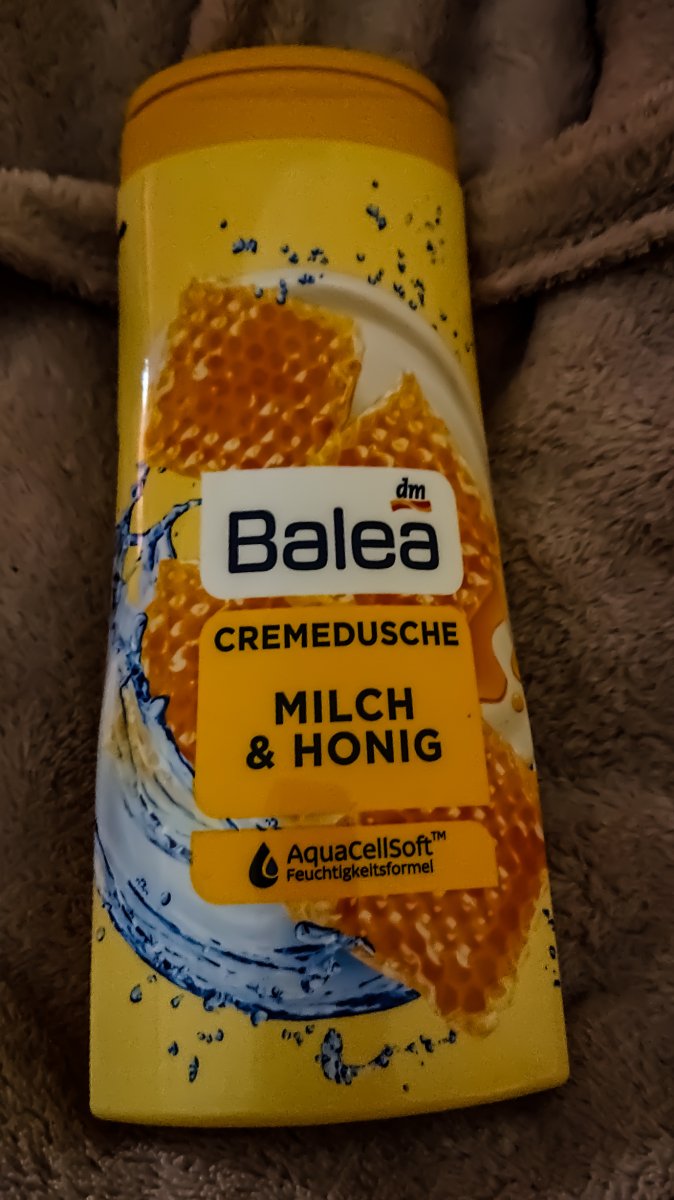 dm
Balea
CREMEDUSCHE
MILCH
& HONIG
AquaCellSoft™
Feuchtigkeitsformel